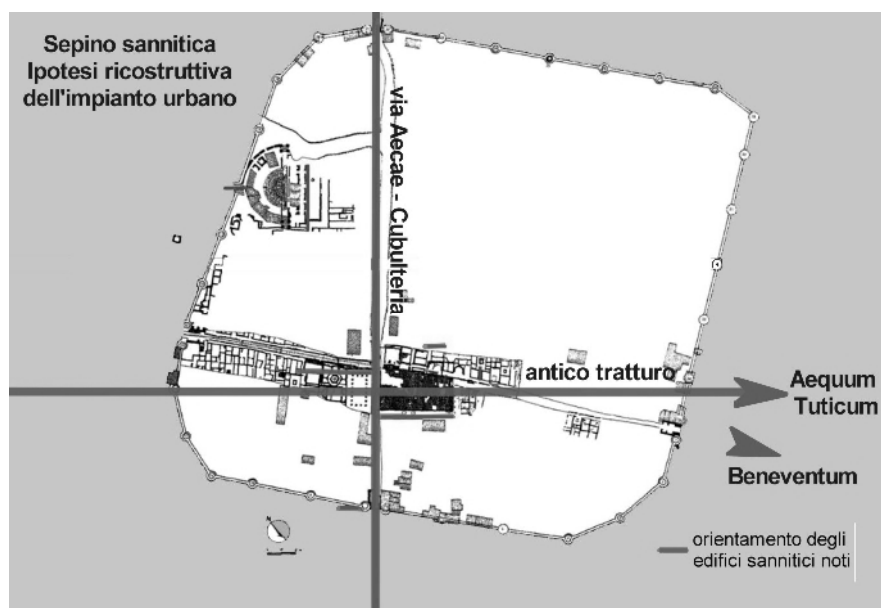 Sepino sannitica
Ipotesi ricostruttiva
dell'impianto urbano
via Aecae - Cubulteria
antico tratturo
Aequum
Tuticum
Beneventum
N
orientamento degli
edifici sannitici noti